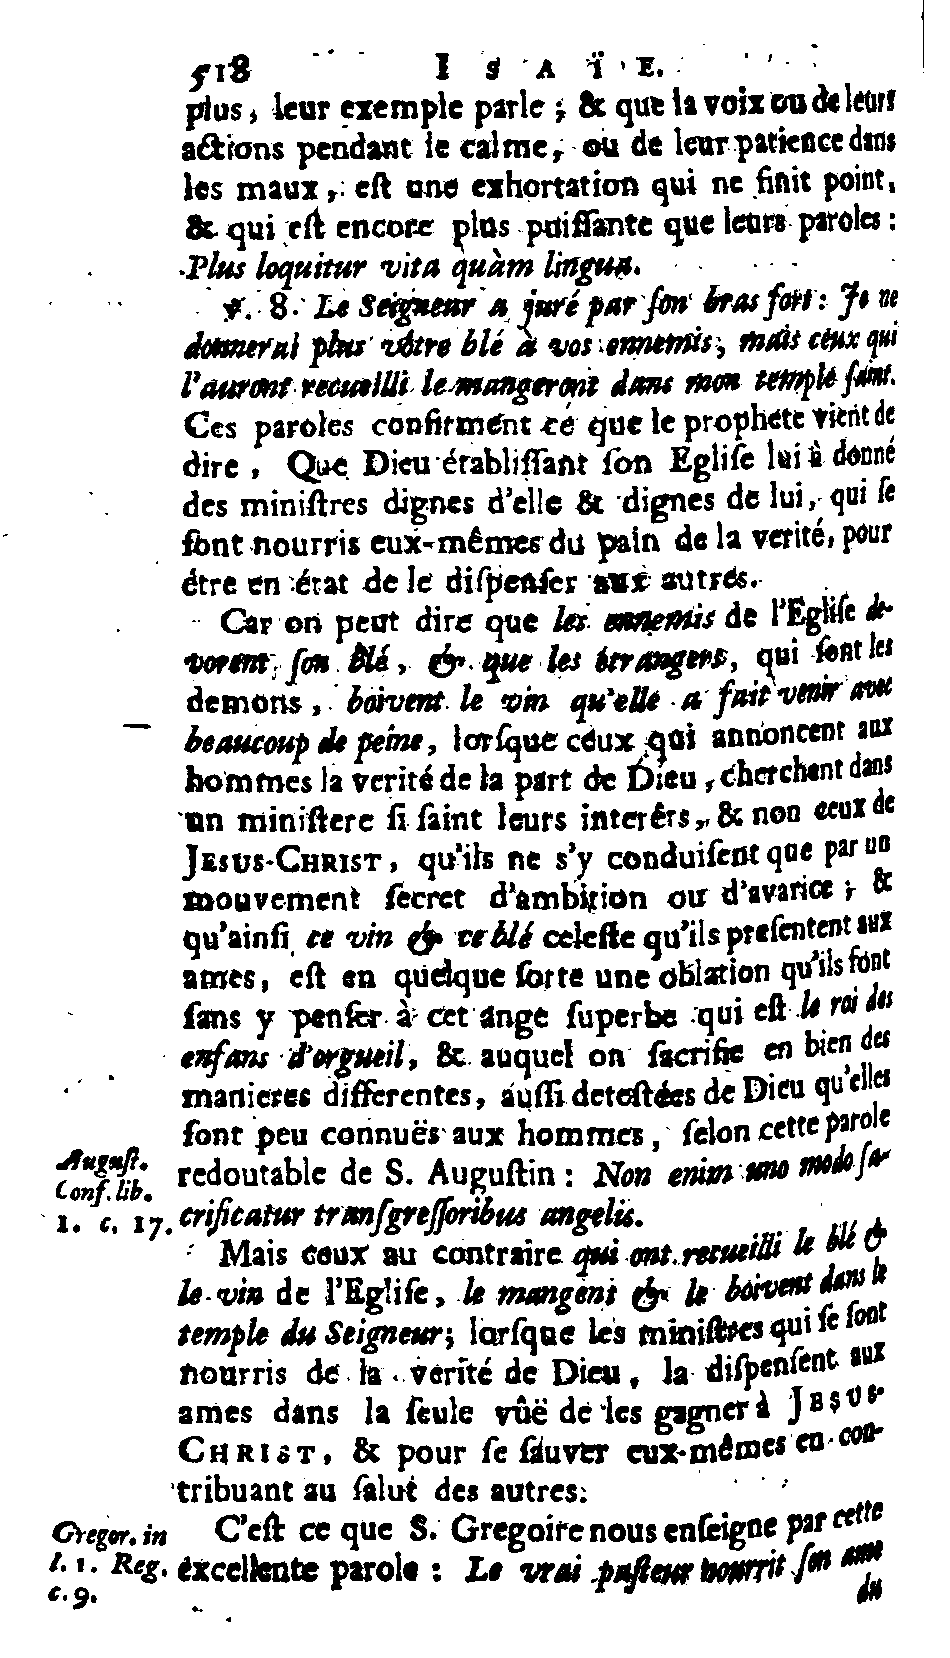 518 ISAÏE.
plus, leur exemple parle ; & que la voix ou de leurs
actions pendant le calme, ou de leur patience dans
les maux, est une exhortation qui ne finit point,
& qui est encore plus puissante que leurs paroles :
Plus loquitur vita quàm lingua.
℣. 8. Le Seigneur a juré par son bras fort : Je ne
donnerai plus vôtre blé à vos ennemis, mais ceux qui
l'auront recueilli le mangeront dans mon temple saint.
Ces paroles confirment ce que le prophete vient de
dire, Que Dieu établissant son Eglise lui a donné
des ministres dignes d'elle & dignes de lui, qui se
sont nourris eux-mêmes du pain de la verité, pour
être en état de le dispenser aux autres.
Car on peut dire que les ennemis de l'Eglise de-
vorent son blé, & que les étrangers, qui sont les
demons, boivent le vin qu'elle a fait venir avec
beaucoup de peine, lorsque ceux qui annoncent aux
hommes la verité de la part de Dieu, cherchent dans
un ministere si saint leurs interêts, & non ceux de
JESUS-CHRIST, qu'ils ne s'y conduisent que par un
mouvement secret d'ambition ou d'avarice ; &
qu'ainsi ce vin & ce blé celeste qu'ils presentent aux
ames, est en quelque sorte une oblation qu'ils font
sans y penser à cet ange superbe qui est le roi des
enfans d'orgueil, & auquel on sacrifie en bien des
manieres differentes, aussi detestées de Dieu qu'elles
sont peu connuës aux hommes, selon cette parole
redoutable de S. Augustin : Non enim uno modo sa-
crificatur transgressoribus angelis.
August.
Conf. lib.
1. c. 17.
Mais ceux au contraire qui ont recueilli le blé &
le vin de l'Eglise, le mangent & le boivent dans le
temple du Seigneur ; lorsque les ministres qui se sont
nourris de la verité de Dieu, la dispensent aux
ames dans la seule vûë de les gagner à JESUS-
CHRIST, & pour se sauver eux-mêmes en con-
tribuant au salut des autres.
C'est ce que S. Gregoire nous enseigne par cette
excellente parole : Le vrai pasteur nourrit son ame
du
Gregor. in
l. 1. Reg.
c. 9.